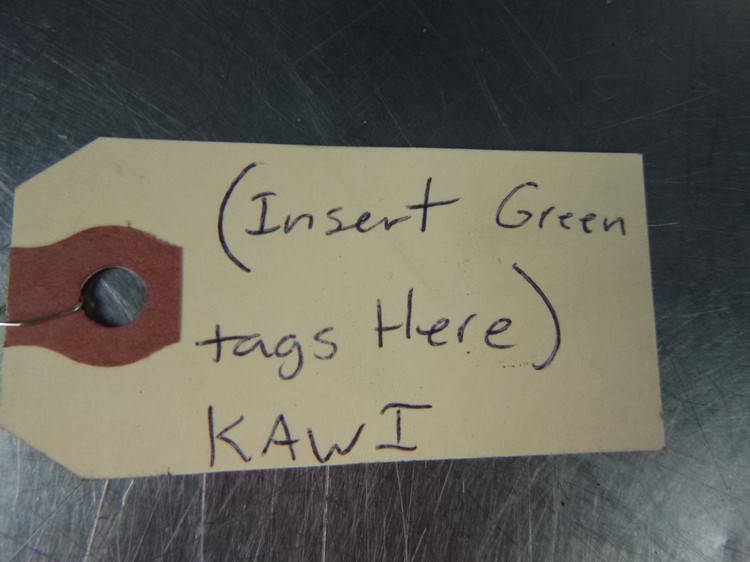 (Insert Green
tags Here)
KAWI